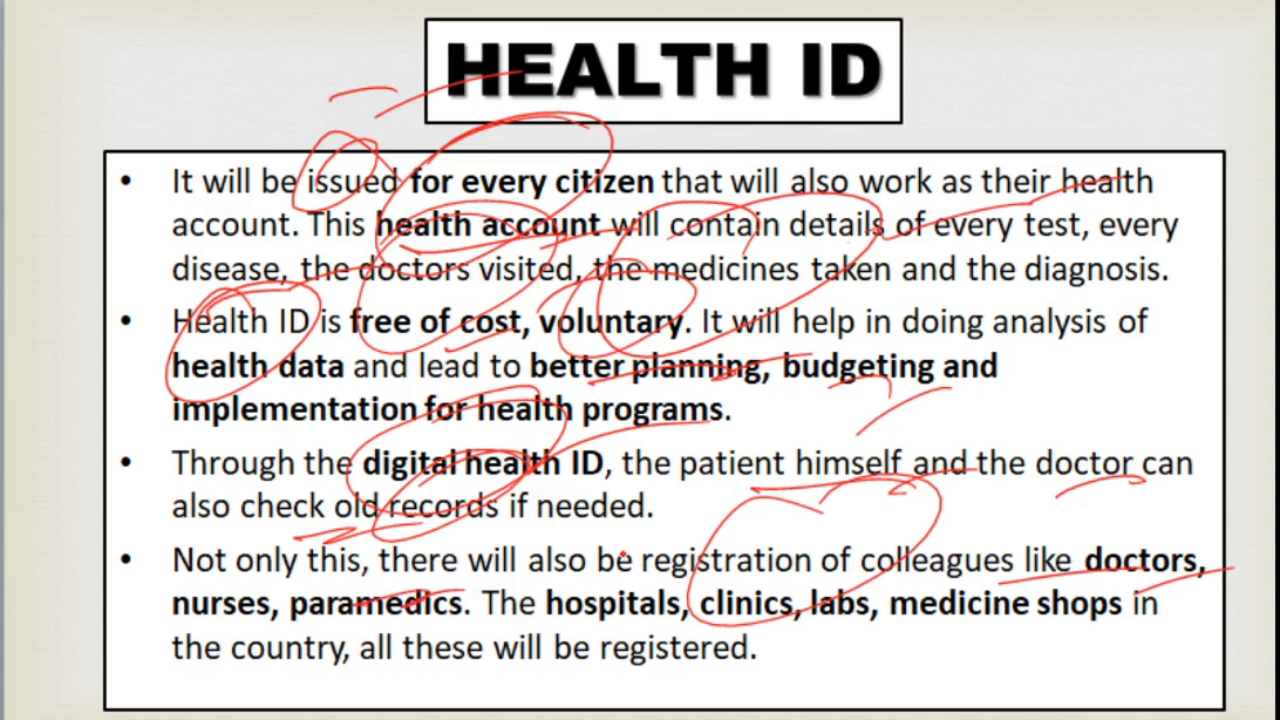 HEALTH ID
• It will be issued for every citizen that will also work as their health
account. This health account will contain details of every test, every
disease, the doctors visited, the medicines taken and the diagnosis.
• Health ID is free of cost, voluntary. It will help in doing analysis of
health data and lead to better planning, budgeting and
implementation for health programs.
• Through the digital health ID, the patient himself and the doctor can
also check old records if needed.
• Not only this, there will also be registration of colleagues like doctors,
nurses, paramedics. The hospitals, clinics, labs, medicine shops in
the country, all these will be registered.